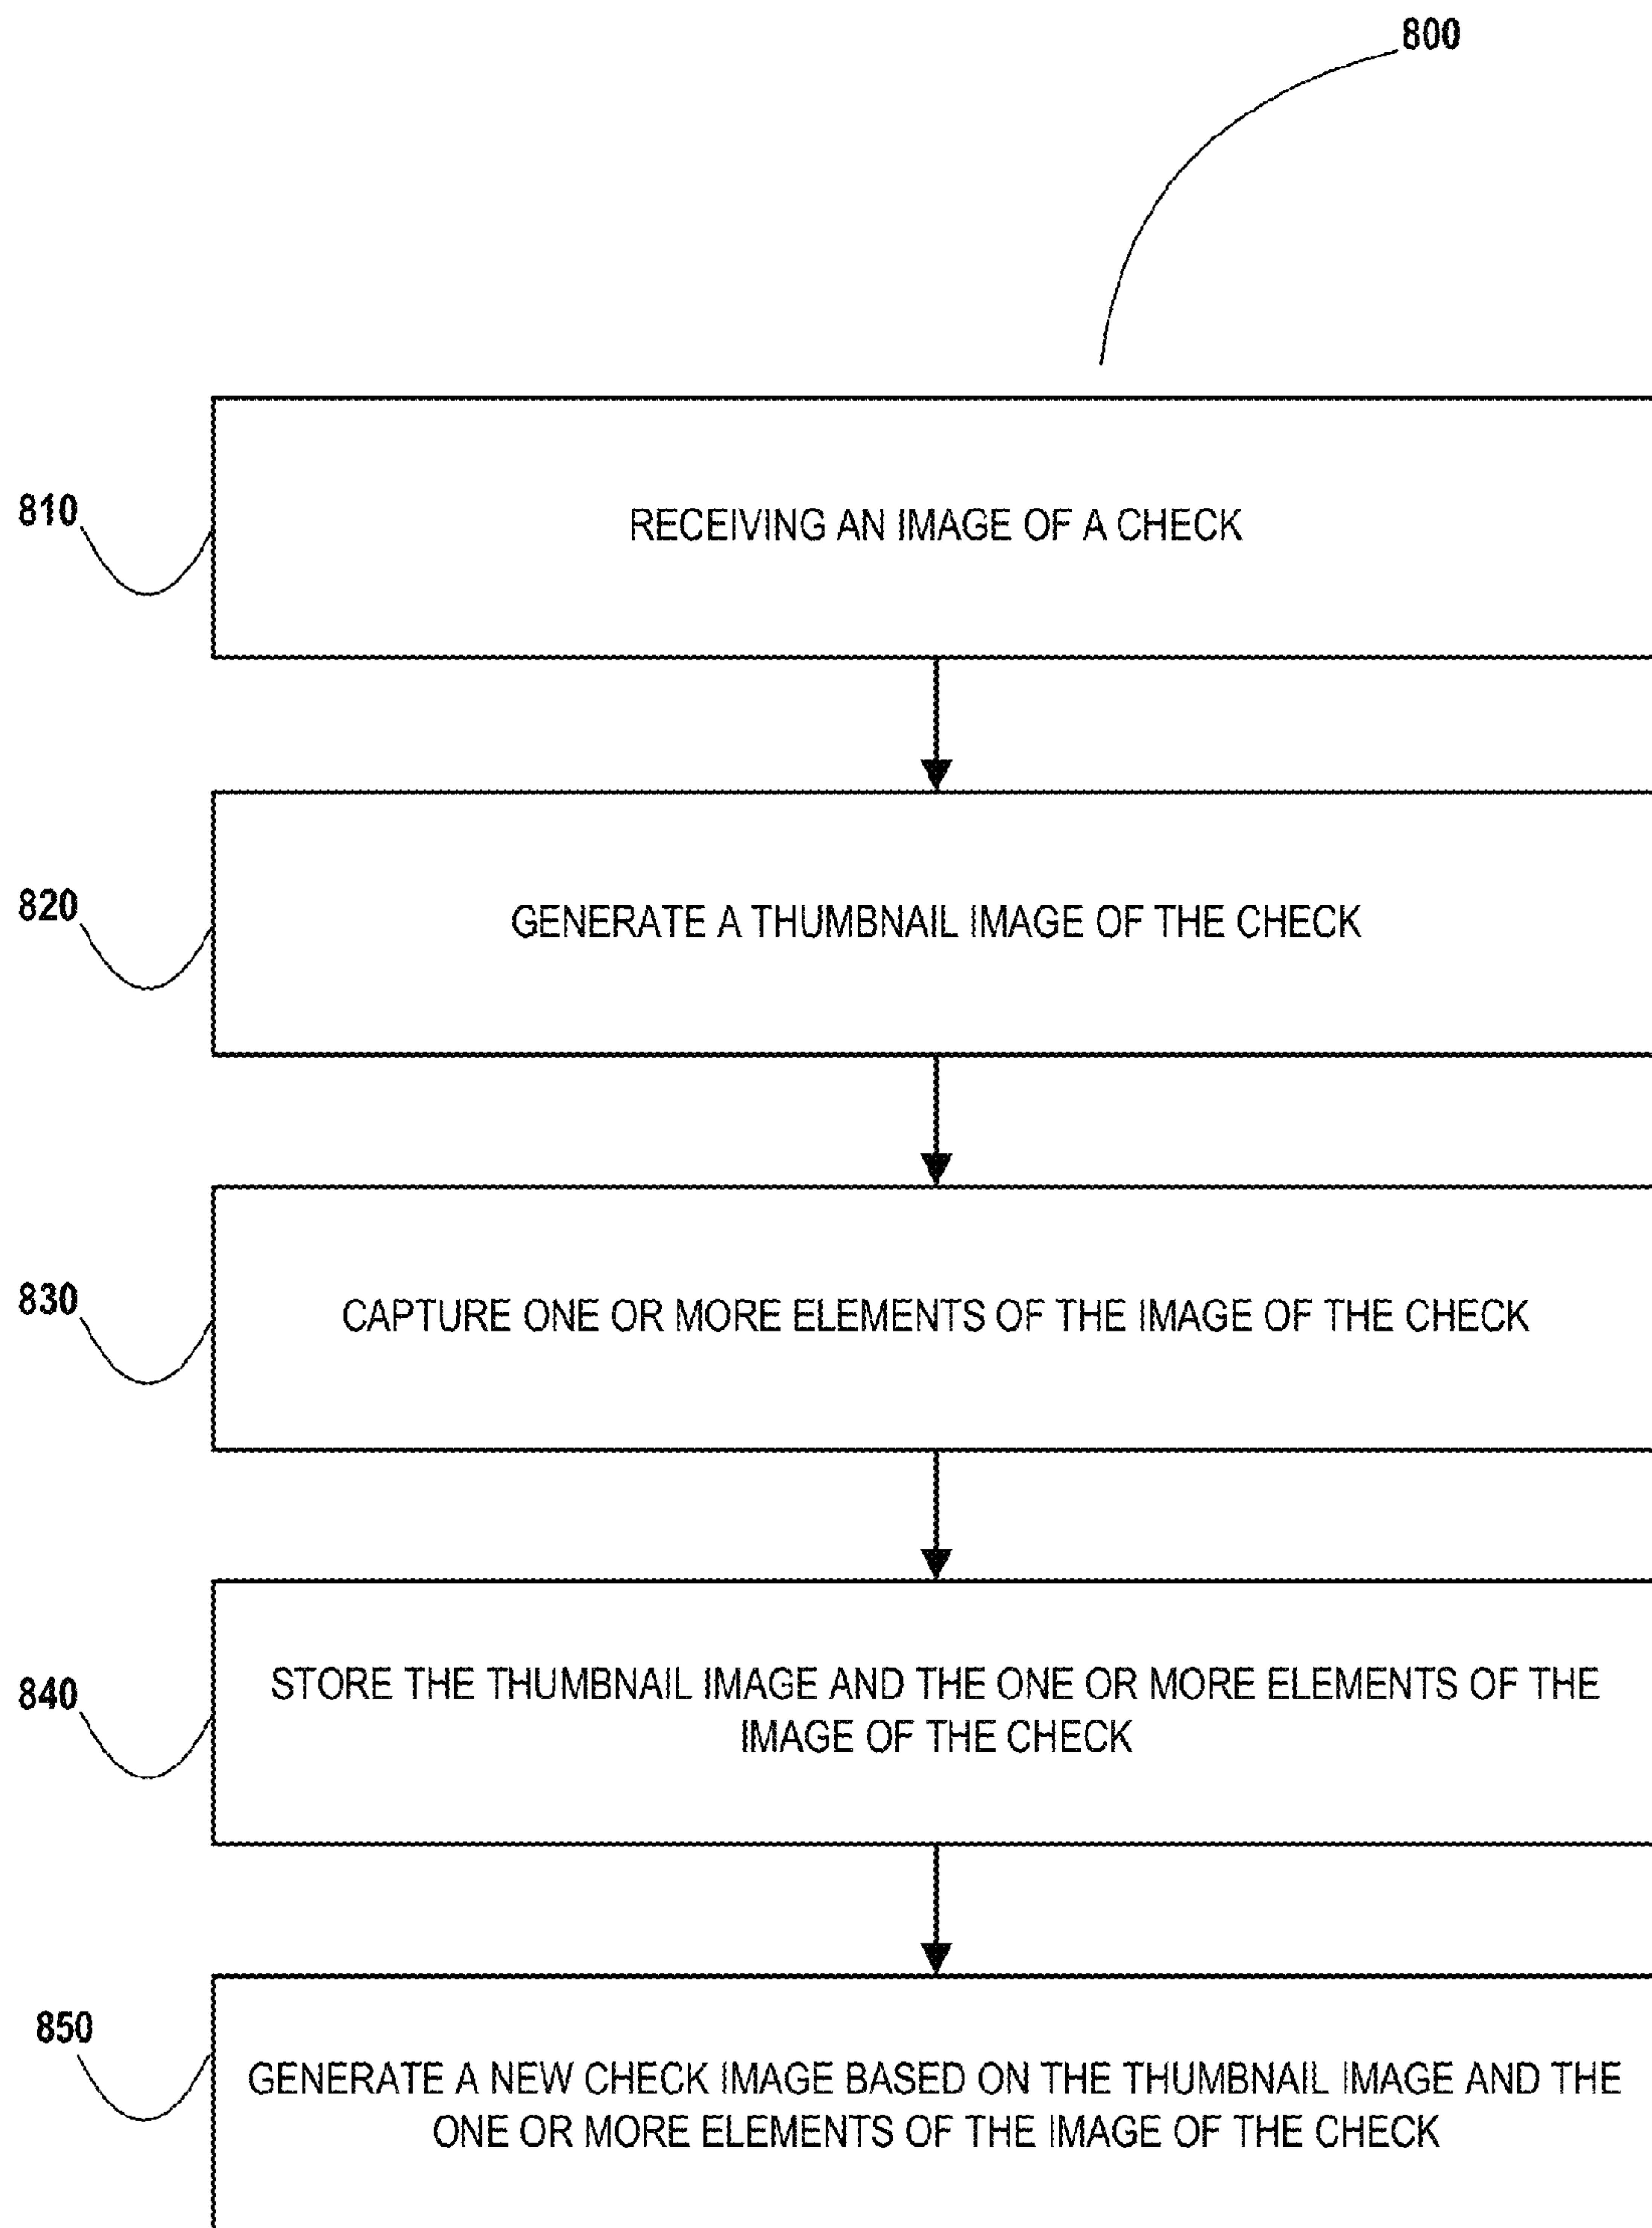 800
810
RECEIVING AN IMAGE OF A CHECK
820
GENERATE A THUMBNAIL IMAGE OF THE CHECK
830
CAPTURE ONE OR MORE ELEMENTS OF THE IMAGE OF THE CHECK
840
STORE THE THUMBNAIL IMAGE AND THE ONE OR MORE ELEMENTS OF THE
IMAGE OF THE CHECK
850
GENERATE A NEW CHECK IMAGE BASED ON THE THUMBNAIL IMAGE AND THE
ONE OR MORE ELEMENTS OF THE IMAGE OF THE CHECK